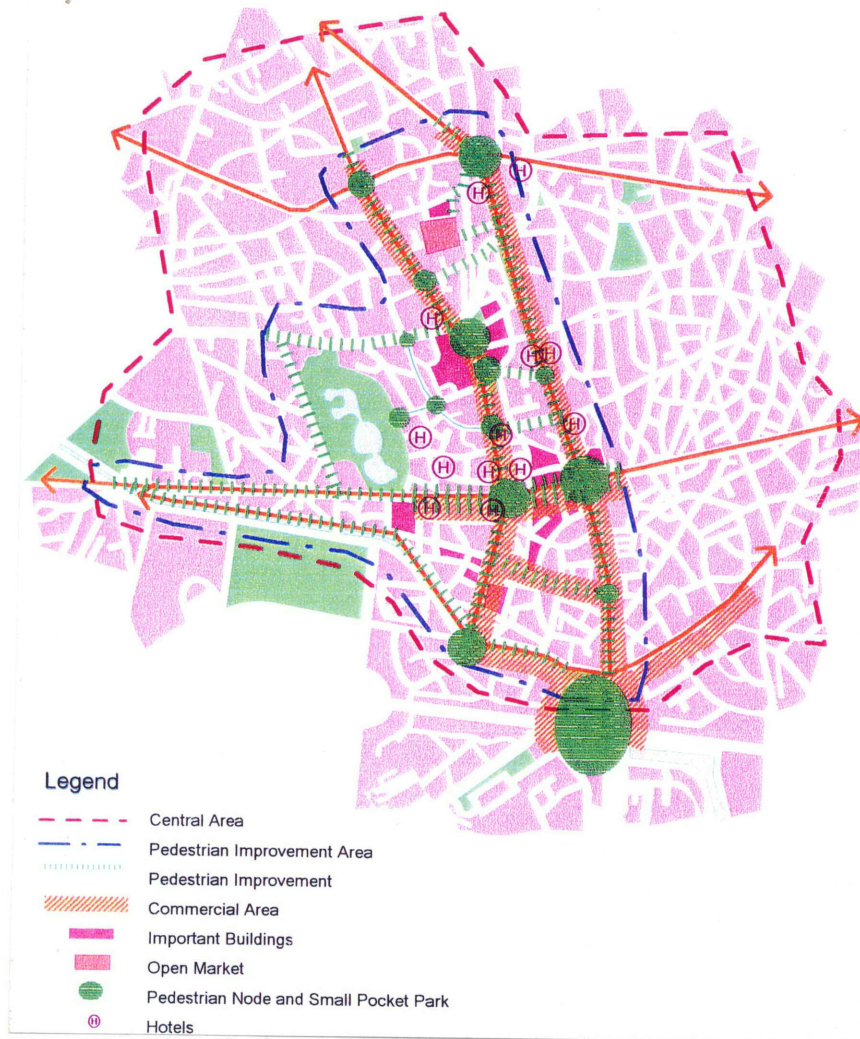 H
H
H
H
H
H
H
H
H
H
H
H
H
Legend
Central Area
Pedestrian Improvement Area
Pedestrian Improvement
Commercial Area
Important Buildings
Open Market
Pedestrian Node and Small Pocket Park
H
Hotels